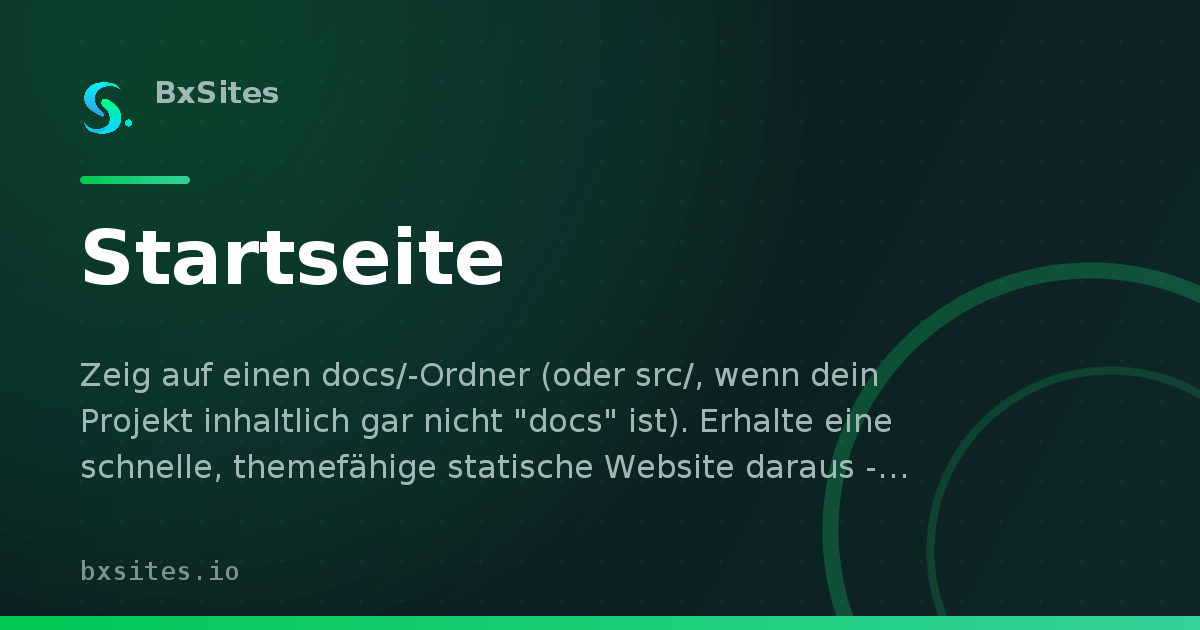 BxSites
Startseite
Zeig auf einen docs/-Ordner (oder src/, wenn dein
Projekt inhaltlich gar nicht "docs" ist). Erhalte eine
schnelle, themefähige statische Website daraus -…
bxsites.io